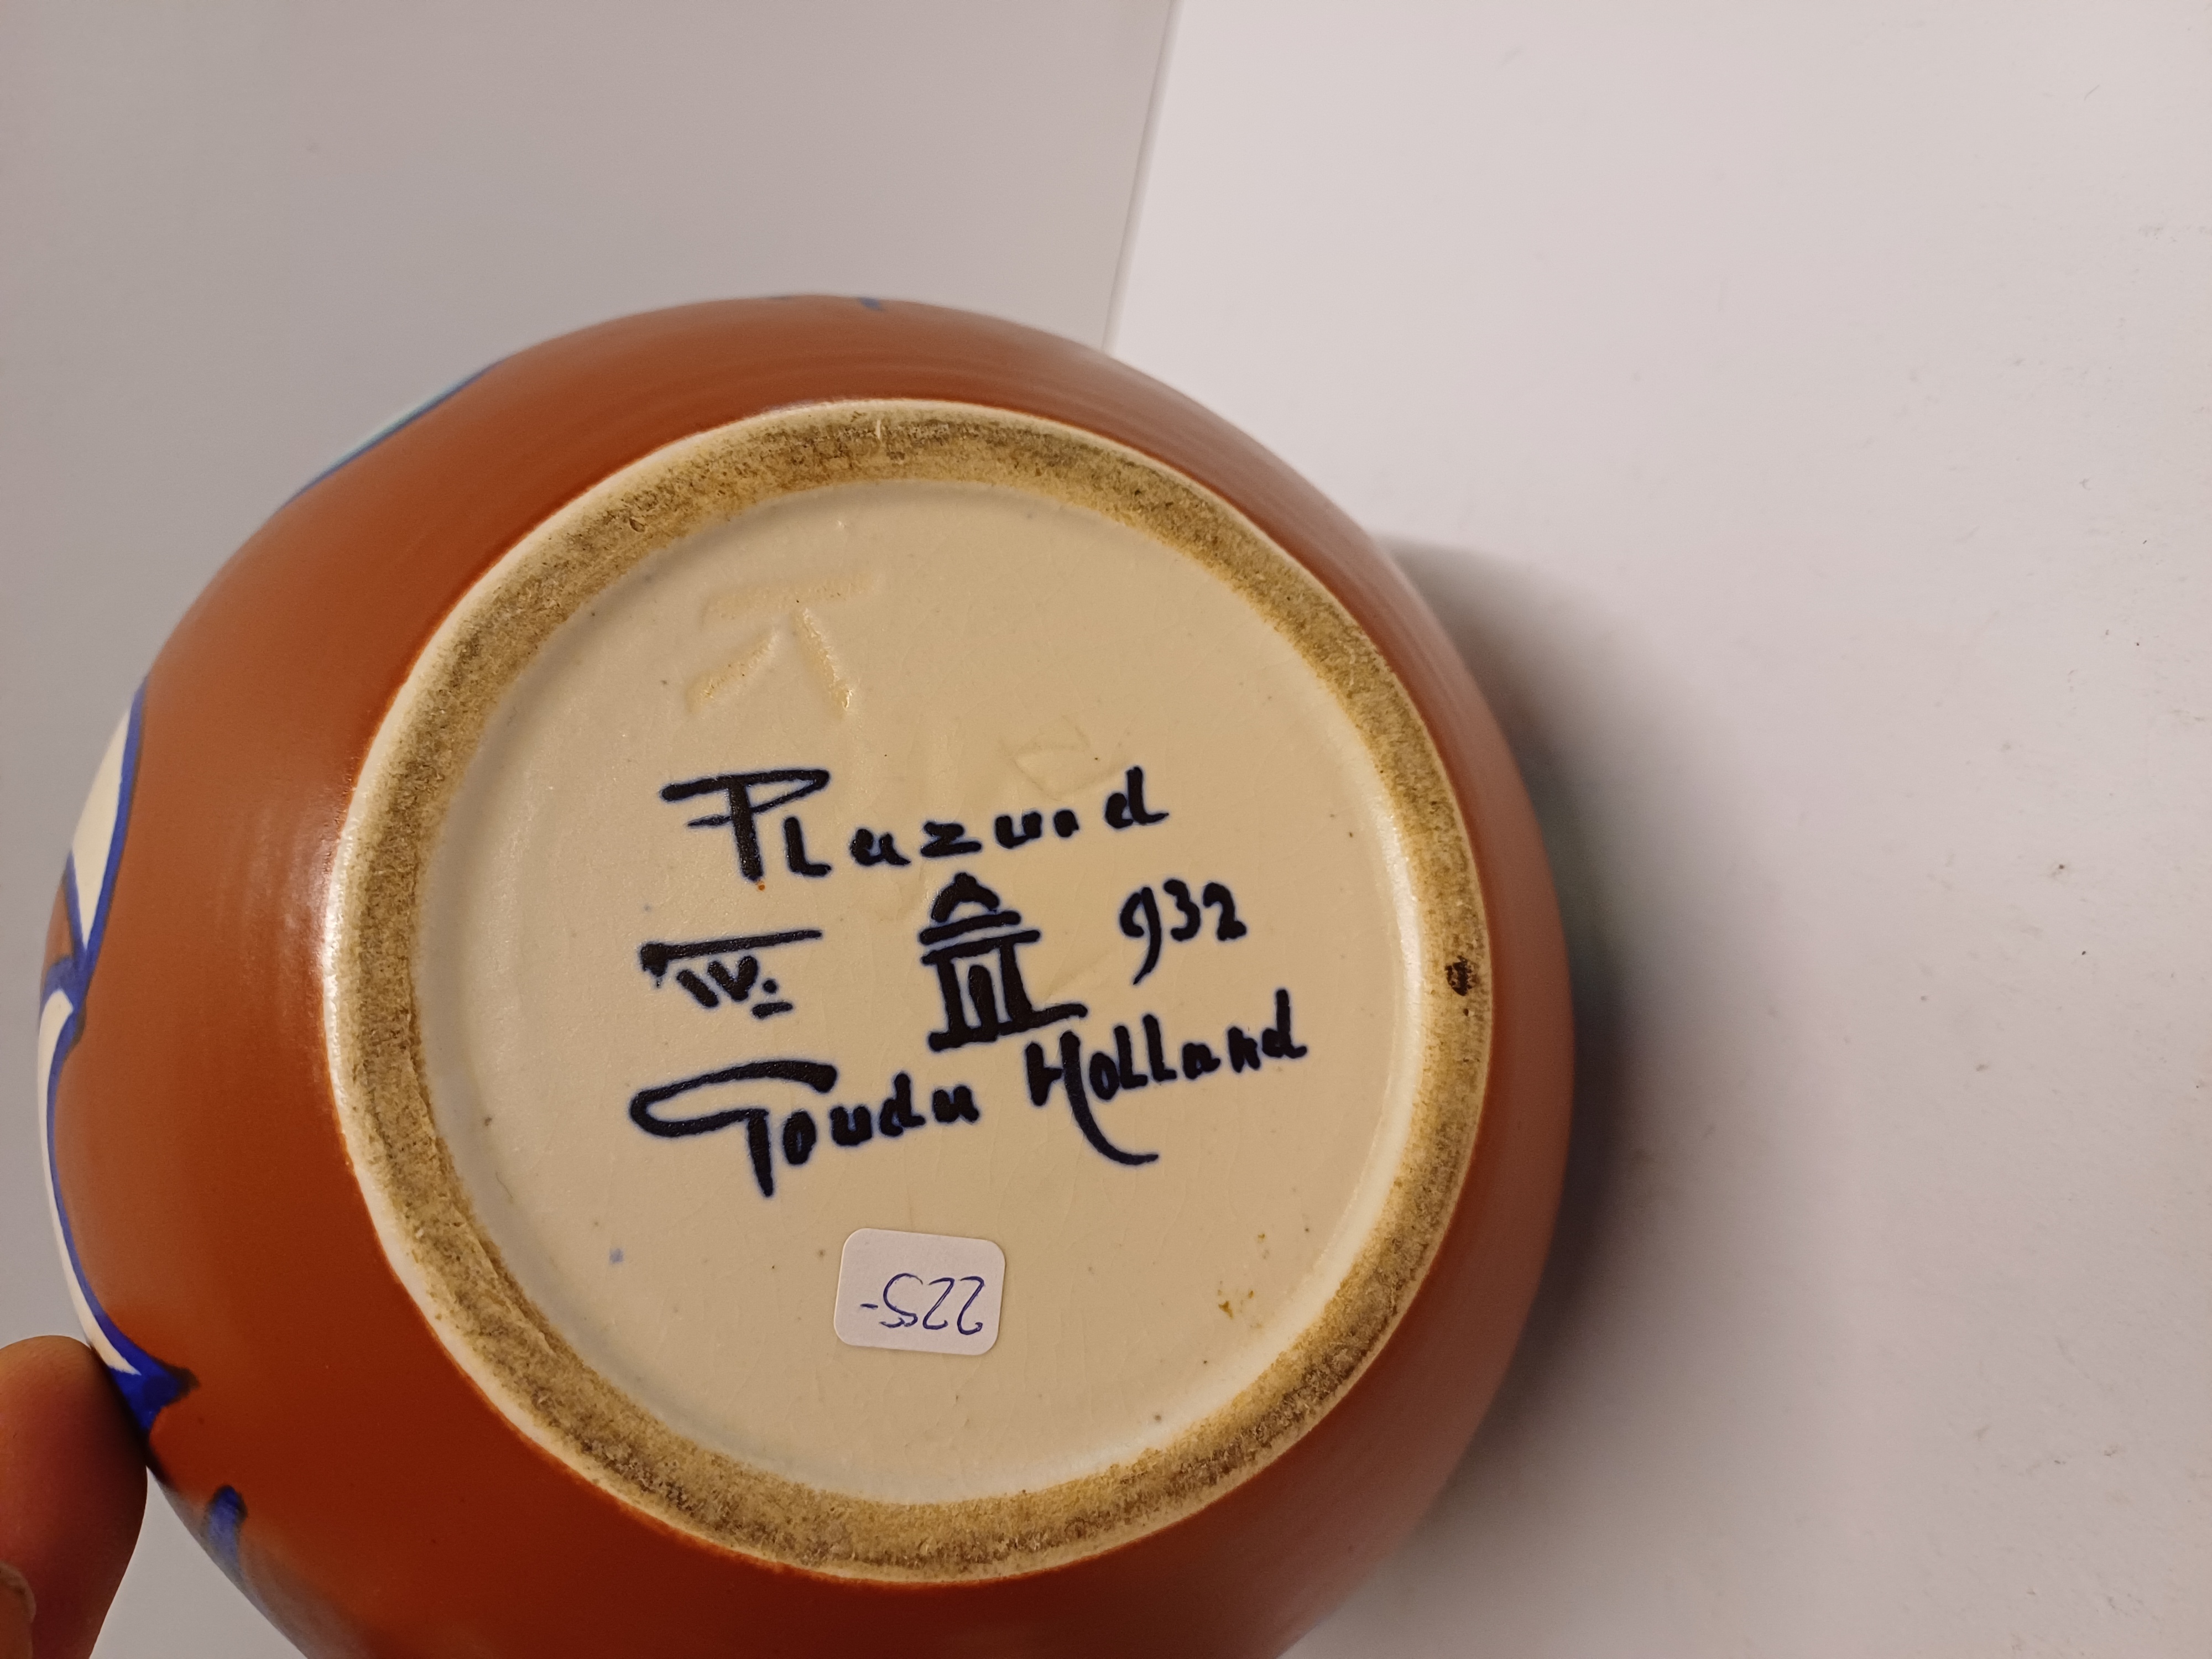 K
Plazuid
W: 932
Gouda Holland
225-